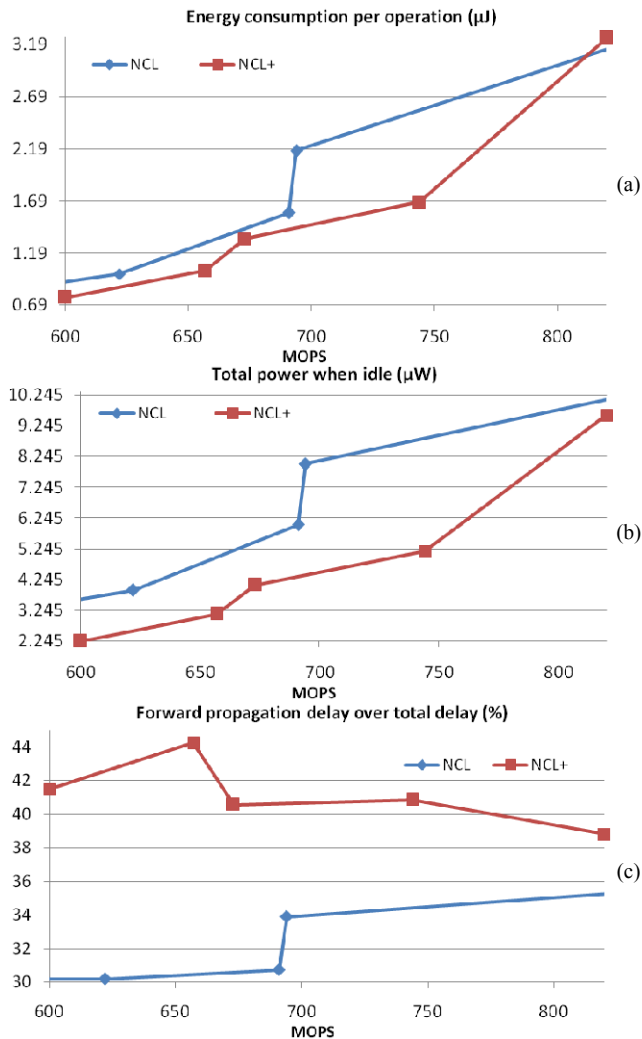 Energy consumption per operation (µJ)
3.19
NCL NCL+
2.69
2.19
1.69
(a)
1.19
0.69
600 650 700 750 800
MOPS
Total power when idle (µW)
10.245
NCL NCL+
9.245
8.245
7.245
6.245
(b)
5.245
4.245
3.245
2.245
600 650 700 750 800
MOPS
Forward propagation delay over total delay (%)
44
NCL NCL+
42
40
38
36
(c)
34
32
30
600 650 700 750 800
MOPS